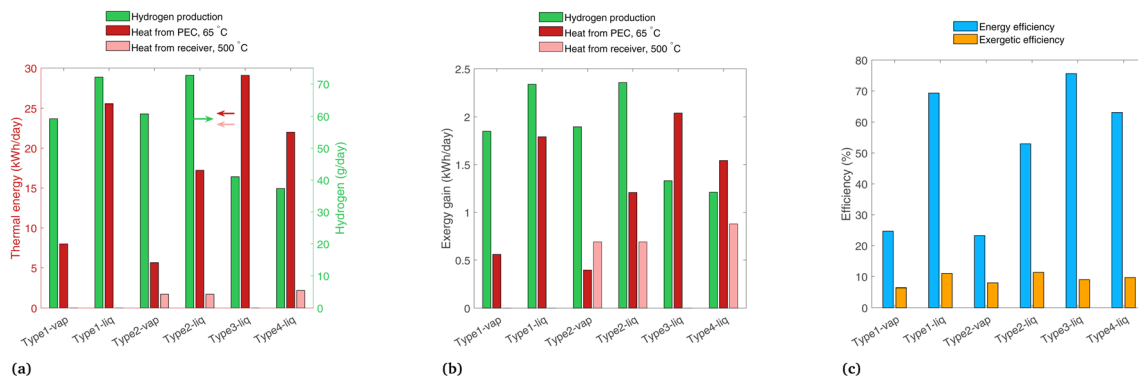 Hydrogen production
Heat from PEC, 65 °C
Heat from receiver, 500 °C
30
25
20
15
10
5
0
Thermal energy (kWh/day)
70
60
50
40
30
20
10
0
Hydrogen (g/day)
Type1-vap
Type1-liq
Type2-vap
Type2-liq
Type3-liq
Type4-liq
(a)
Hydrogen production
Heat from PEC, 65 °C
Heat from receiver, 500 °C
2.5
2
1.5
1
0.5
0
Exergy gain (kWh/day)
Type1-vap
Type1-liq
Type2-vap
Type2-liq
Type3-liq
Type4-liq
(b)
Energy efficiency
Exergetic efficiency
80
70
60
50
40
30
20
10
0
Efficiency (%)
Type1-vap
Type1-liq
Type2-vap
Type2-liq
Type3-liq
Type4-liq
(c)